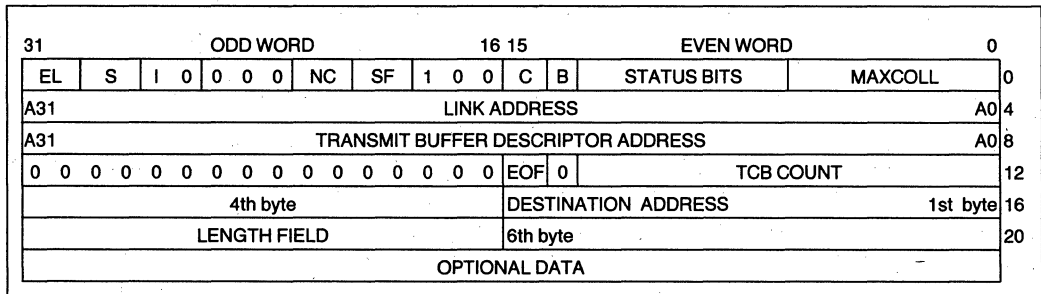 31 ODD WORD 16 15 EVEN WORD 0
EL S I 0 0 0 0 NC SF 1 0 0 C B STATUS BITS MAXCOLL 0
A31 LINK ADDRESS A0 4
A31 TRANSMIT BUFFER DESCRIPTOR ADDRESS A0 8
0 0 0 0 0 0 0 0 0 0 0 0 0 0 0 0 EOF 0 TCB COUNT 12
4th byte DESTINATION ADDRESS 1st byte 16
LENGTH FIELD 6th byte 20
OPTIONAL DATA